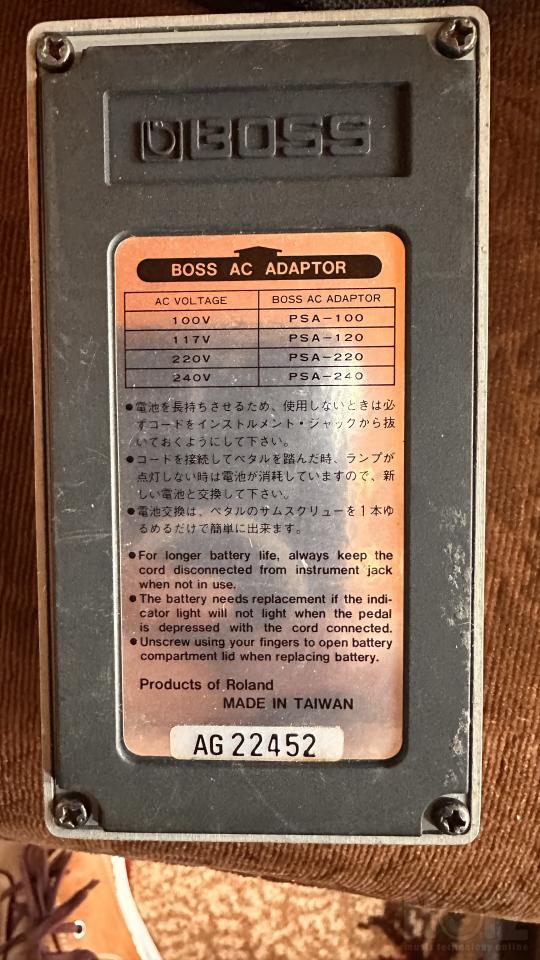 BOSS
BOSS AC ADAPTOR
AC VOLTAGE BOSS AC ADAPTOR
100V PSA-100
117V PSA-120
220V PSA-220
240V PSA-240
●電池を長持ちさせるため、使用しないときは必
ずコードをインストルメント・ジャックから抜
いておくようにして下さい。
●コードを接続してペタルを踏んだ時、ランプが
点灯しない時は電池が消耗していますので、新
しい電池と交換して下さい。
●電池交換は、ペタルのサムスクリューを1本ゆ
るめるだけで簡単に出来ます。
●For longer battery life, always keep the
cord disconnected from instrument jack
when not in use.
●The battery needs replacement if the indi-
cator light will not light when the pedal
is depressed with the cord connected.
●Unscrew using your fingers to open battery
compartment lid when replacing battery.
Products of Roland
MADE IN TAIWAN
AG 22452
music technology online